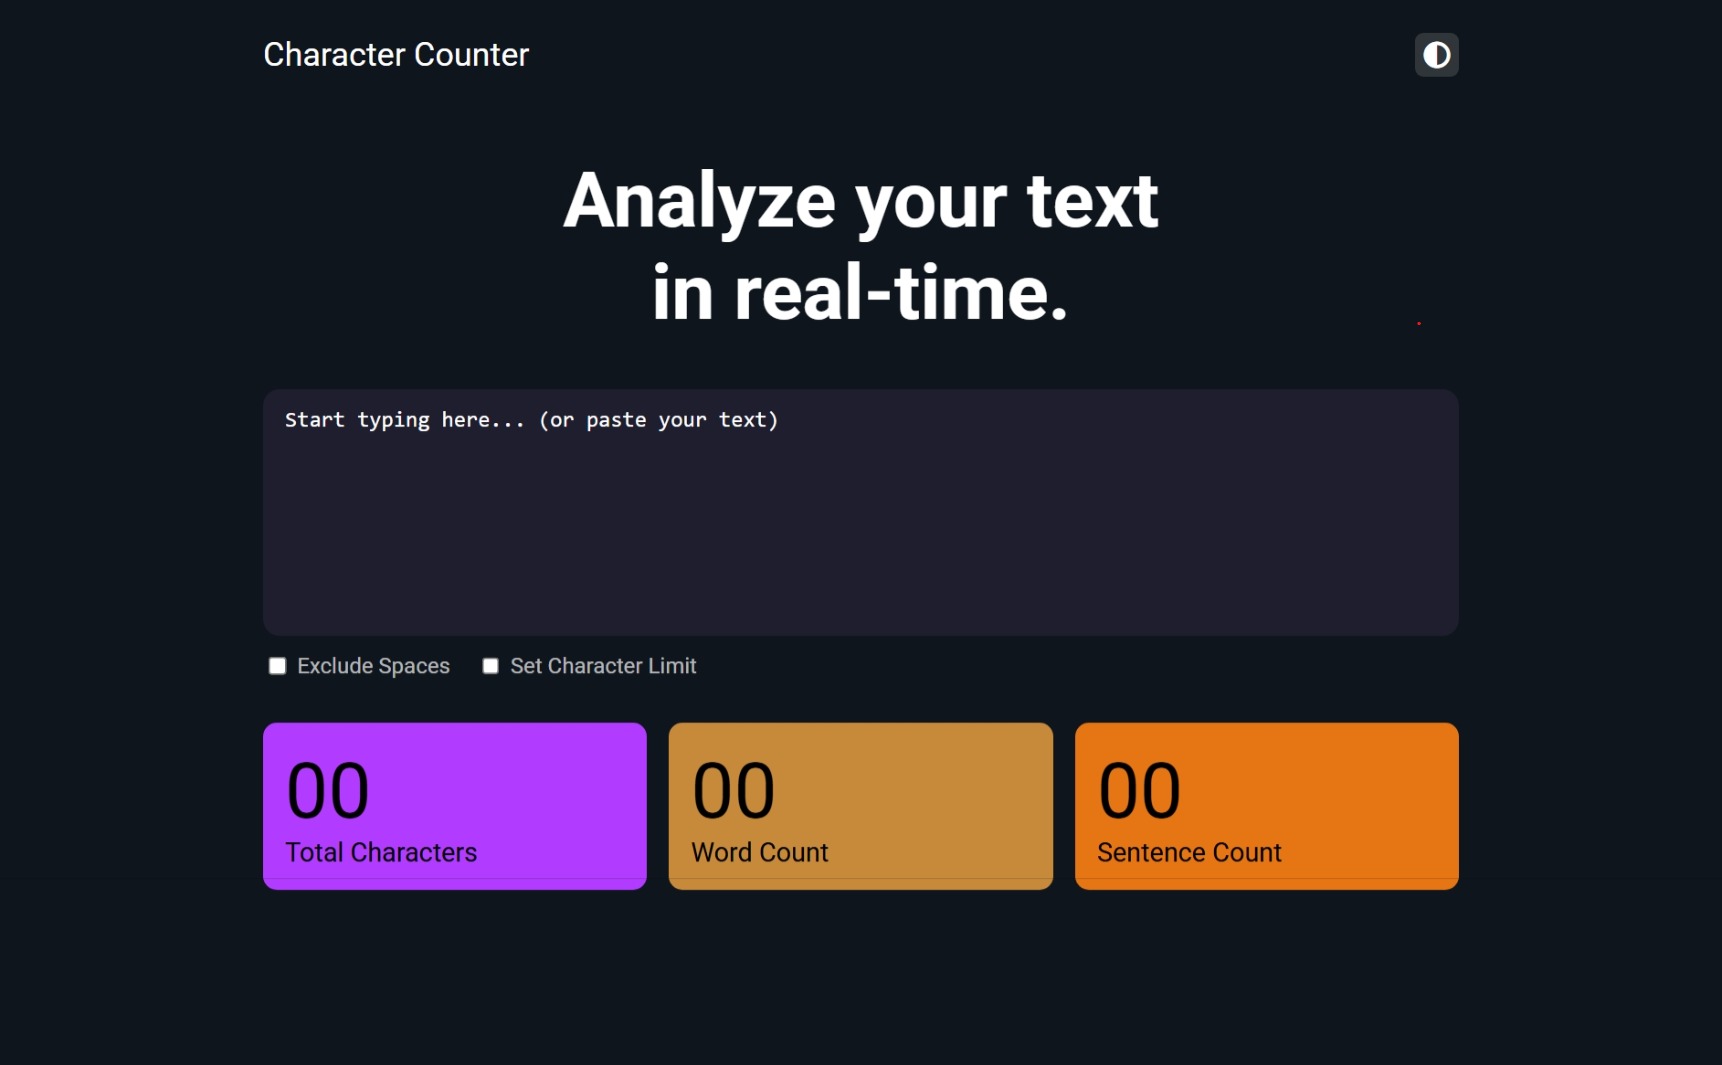 Character Counter
Analyze your text
in real-time.
Start typing here... (or paste your text)
Exclude Spaces
Set Character Limit
00
Total Characters
00
Word Count
00
Sentence Count